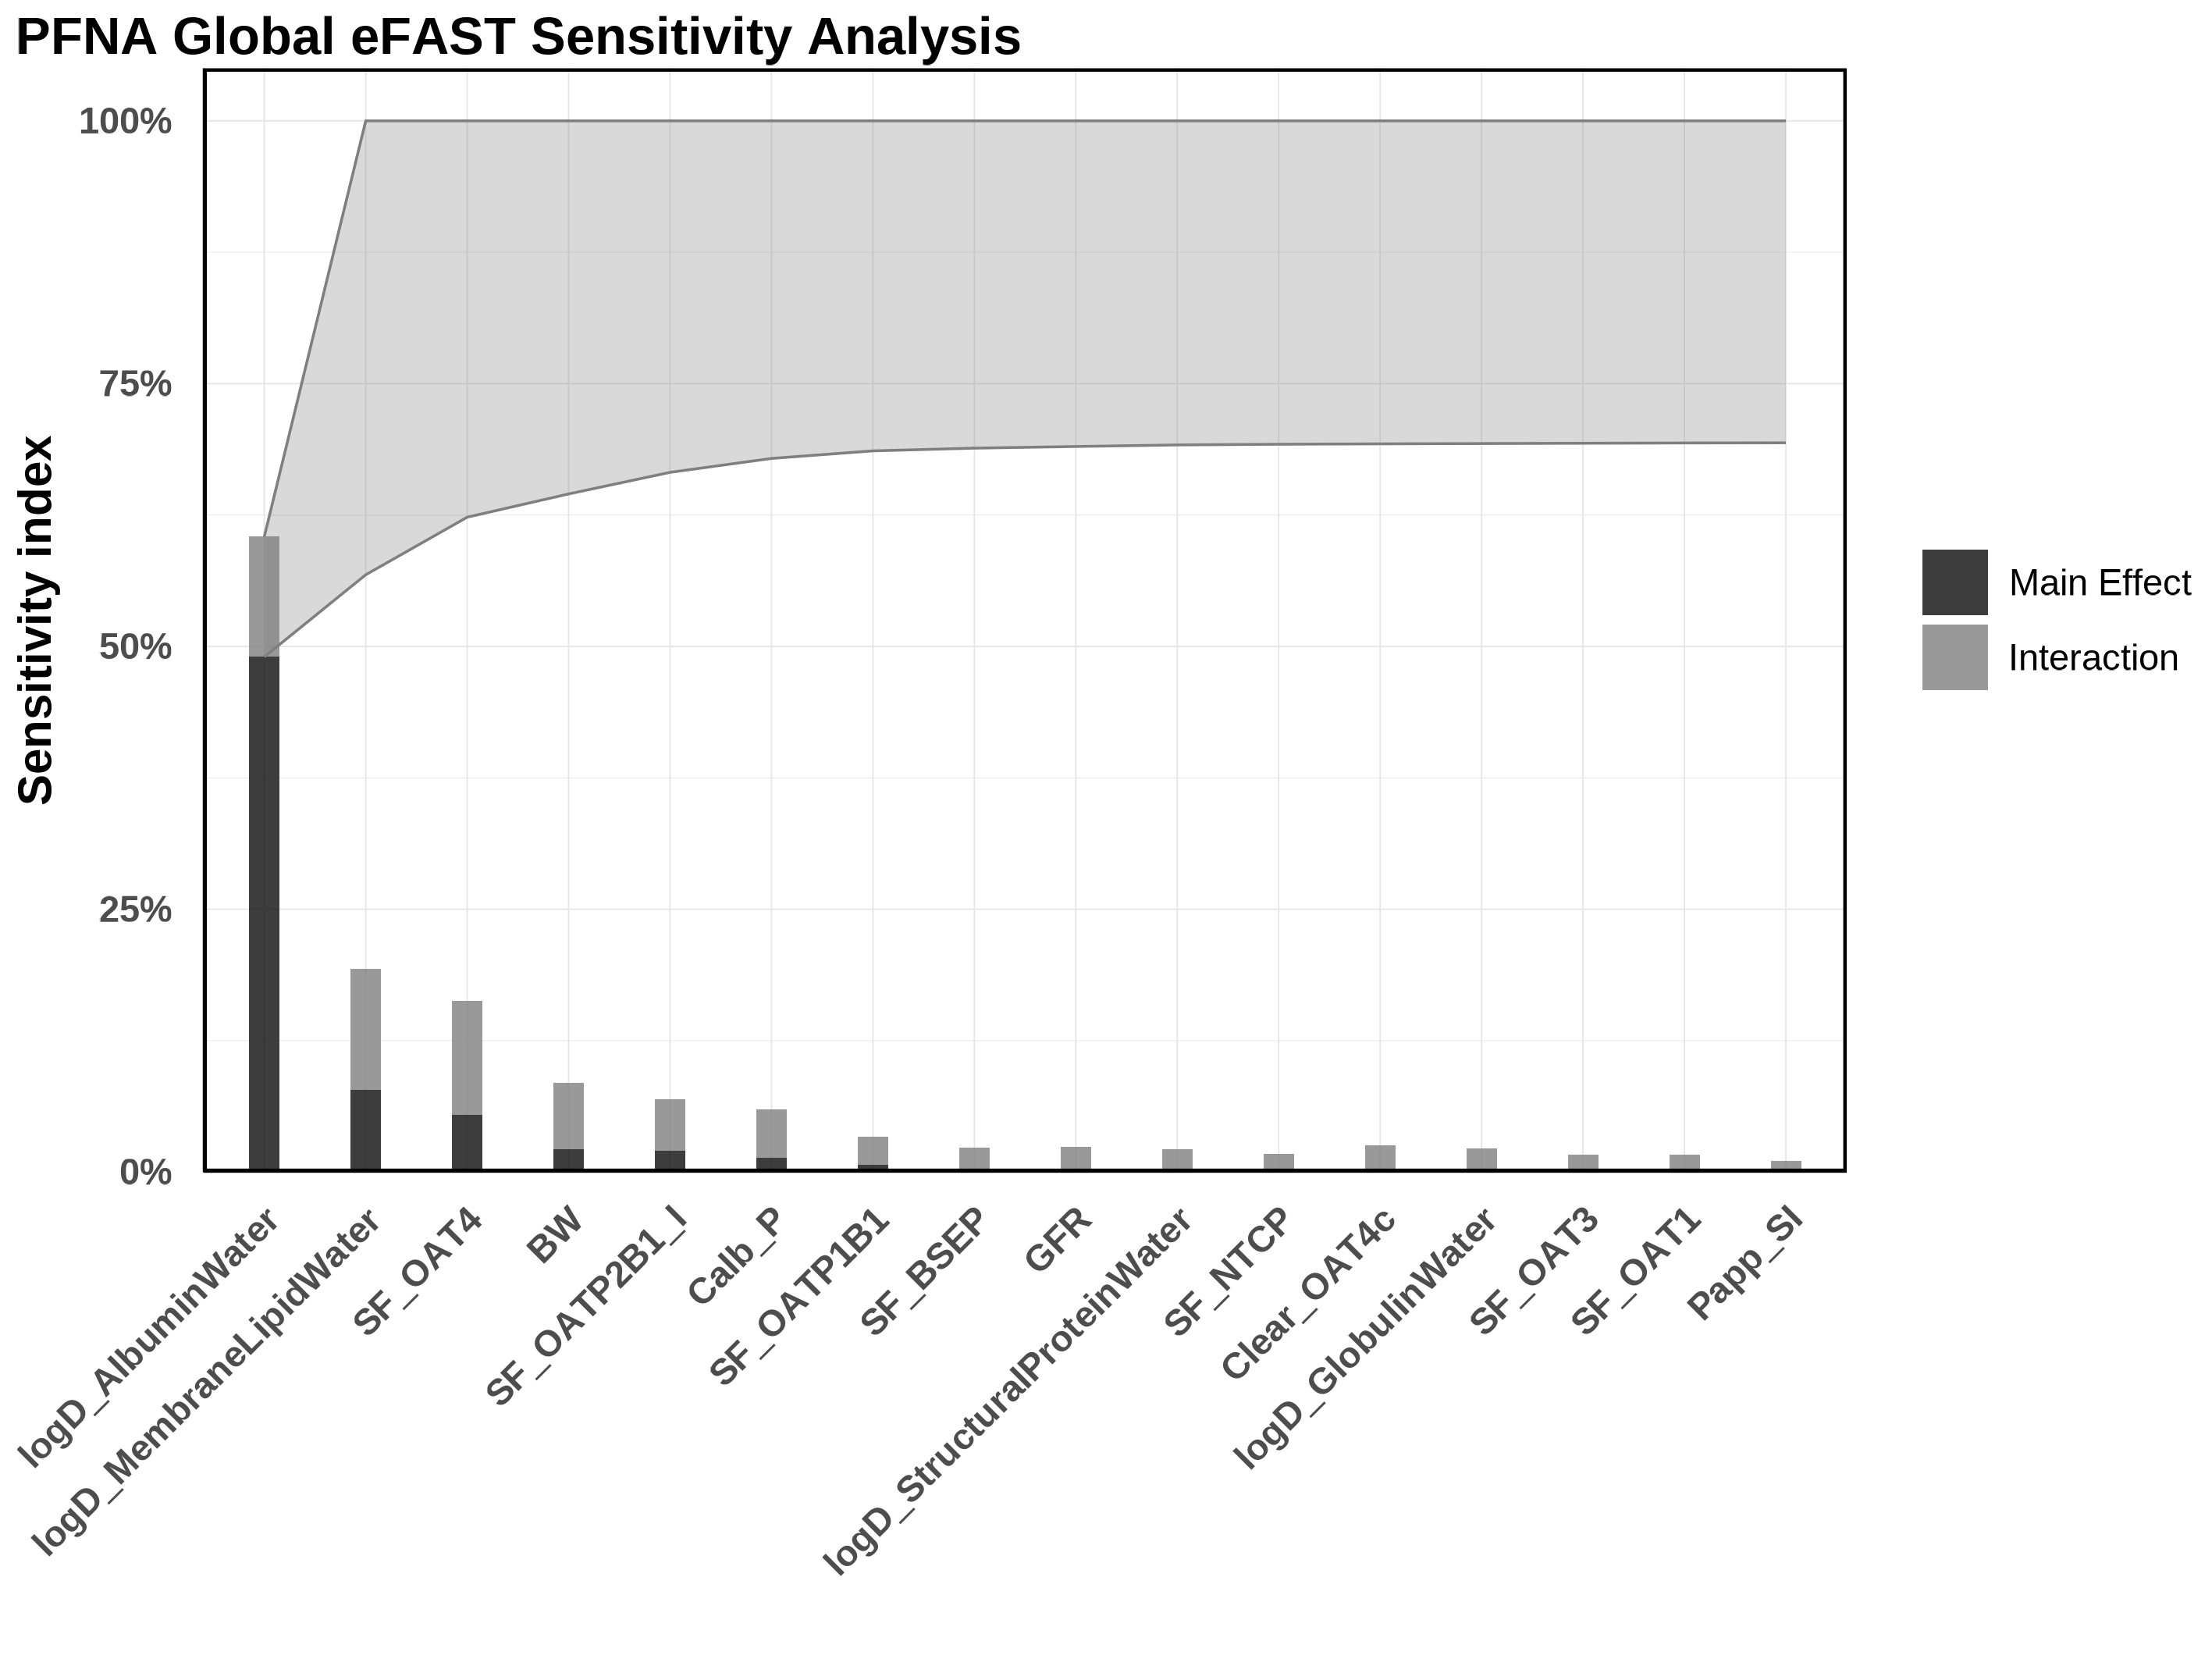 PFNA Global eFAST Sensitivity Analysis
Sensitivity index
100%
75%
50%
25%
0%
Main Effect
Interaction
logD_AlbuminWater
logD_MembraneLipidWater
SF_OAT4
BW
SF_OATP2B1_I
Calb_P
SF_OATP1B1
SF_BSEP
GFR
logD_StructuralProteinWater
SF_NTCP
Clear_OAT4c
logD_GlobulinWater
SF_OAT3
SF_OAT1
Papp_SI